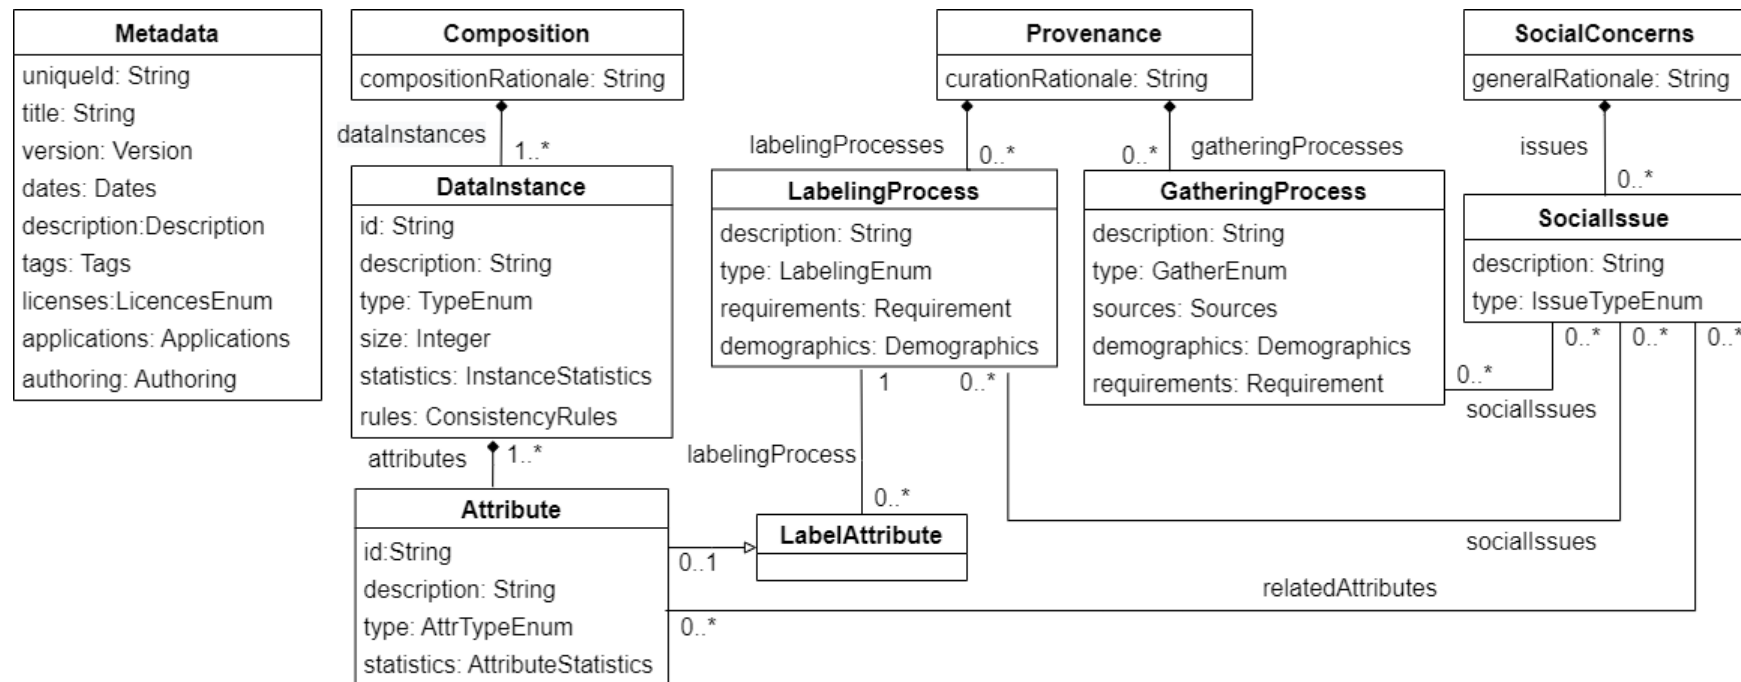 Metadata
uniqueId: String
title: String
version: Version
dates: Dates
description:Description
tags: Tags
licenses:LicencesEnum
applications: Applications
authoring: Authoring
Composition
compositionRationale: String
dataInstances
1..*
DataInstance
id: String
description: String
type: TypeEnum
size: Integer
statistics: InstanceStatistics
rules: ConsistencyRules
attributes
1..*
Attribute
id:String
description: String
type: AttrTypeEnum
statistics: AttributeStatistics
Provenance
curationRationale: String
labelingProcesses
0..*
0..*
gatheringProcesses
LabelingProcess
description: String
type: LabelingEnum
requirements: Requirement
demographics: Demographics
1
0..*
labelingProcess
0..*
LabelAttribute
0..1
GatheringProcess
description: String
type: GatherEnum
sources: Sources
demographics: Demographics
requirements: Requirement
SocialConcerns
generalRationale: String
issues
0..*
SocialIssue
description: String
type: IssueTypeEnum
0..*
0..*
0..*
0..*
socialIssues
socialIssues
relatedAttributes
0..*